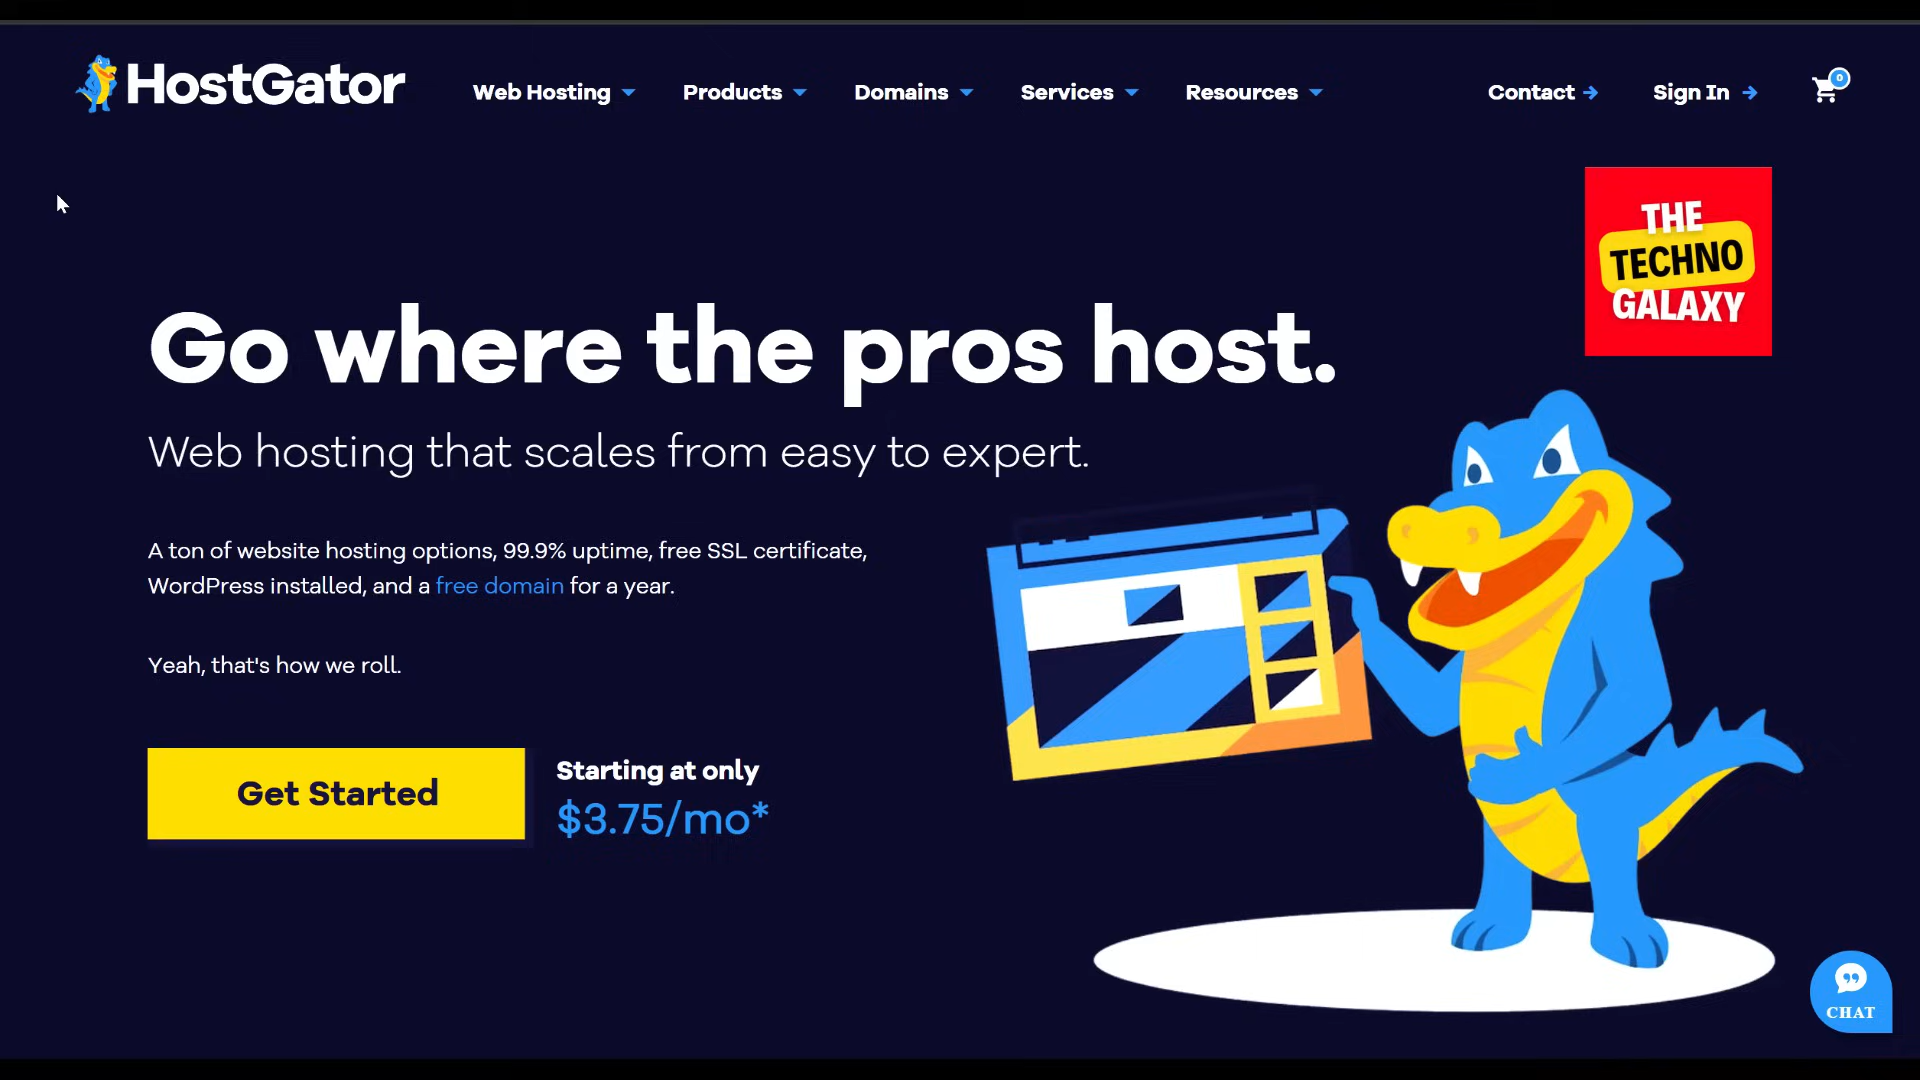 HostGator
Web Hosting
Products
Domains
Services
Resources
Contact
Sign In
0
THE
TECHNO
GALAXY
Go where the pros host.
Web hosting that scales from easy to expert.
A ton of website hosting options, 99.9% uptime, free SSL certificate,
WordPress installed, and a free domain for a year.
Yeah, that's how we roll.
Get Started
Starting at only
$3.75/mo*
CHAT